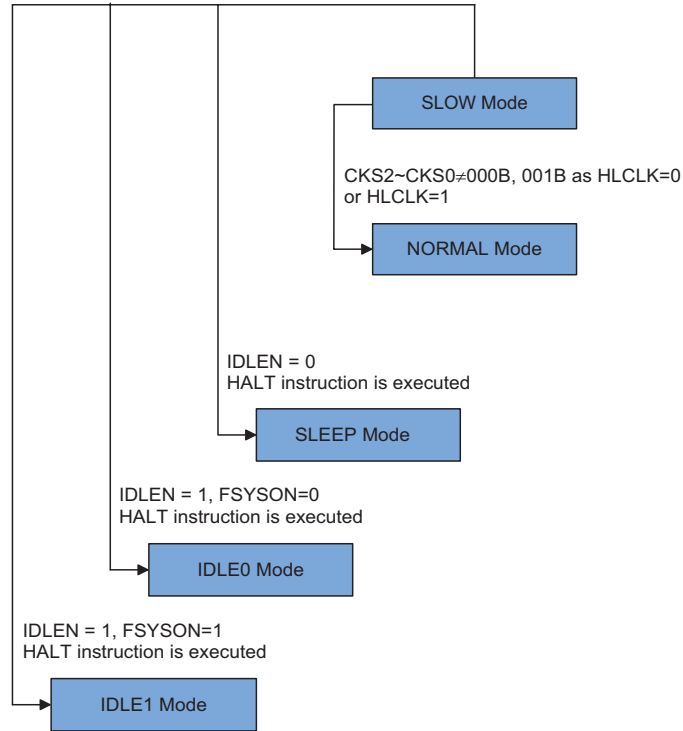 SLOW Mode
CKS2~CKS0≠000B, 001B as HLCLK=0
or HLCLK=1
NORMAL Mode
IDLEN = 0
HALT instruction is executed
SLEEP Mode
IDLEN = 1, FSYSON=0
HALT instruction is executed
IDLE0 Mode
IDLEN = 1, FSYSON=1
HALT instruction is executed
IDLE1 Mode